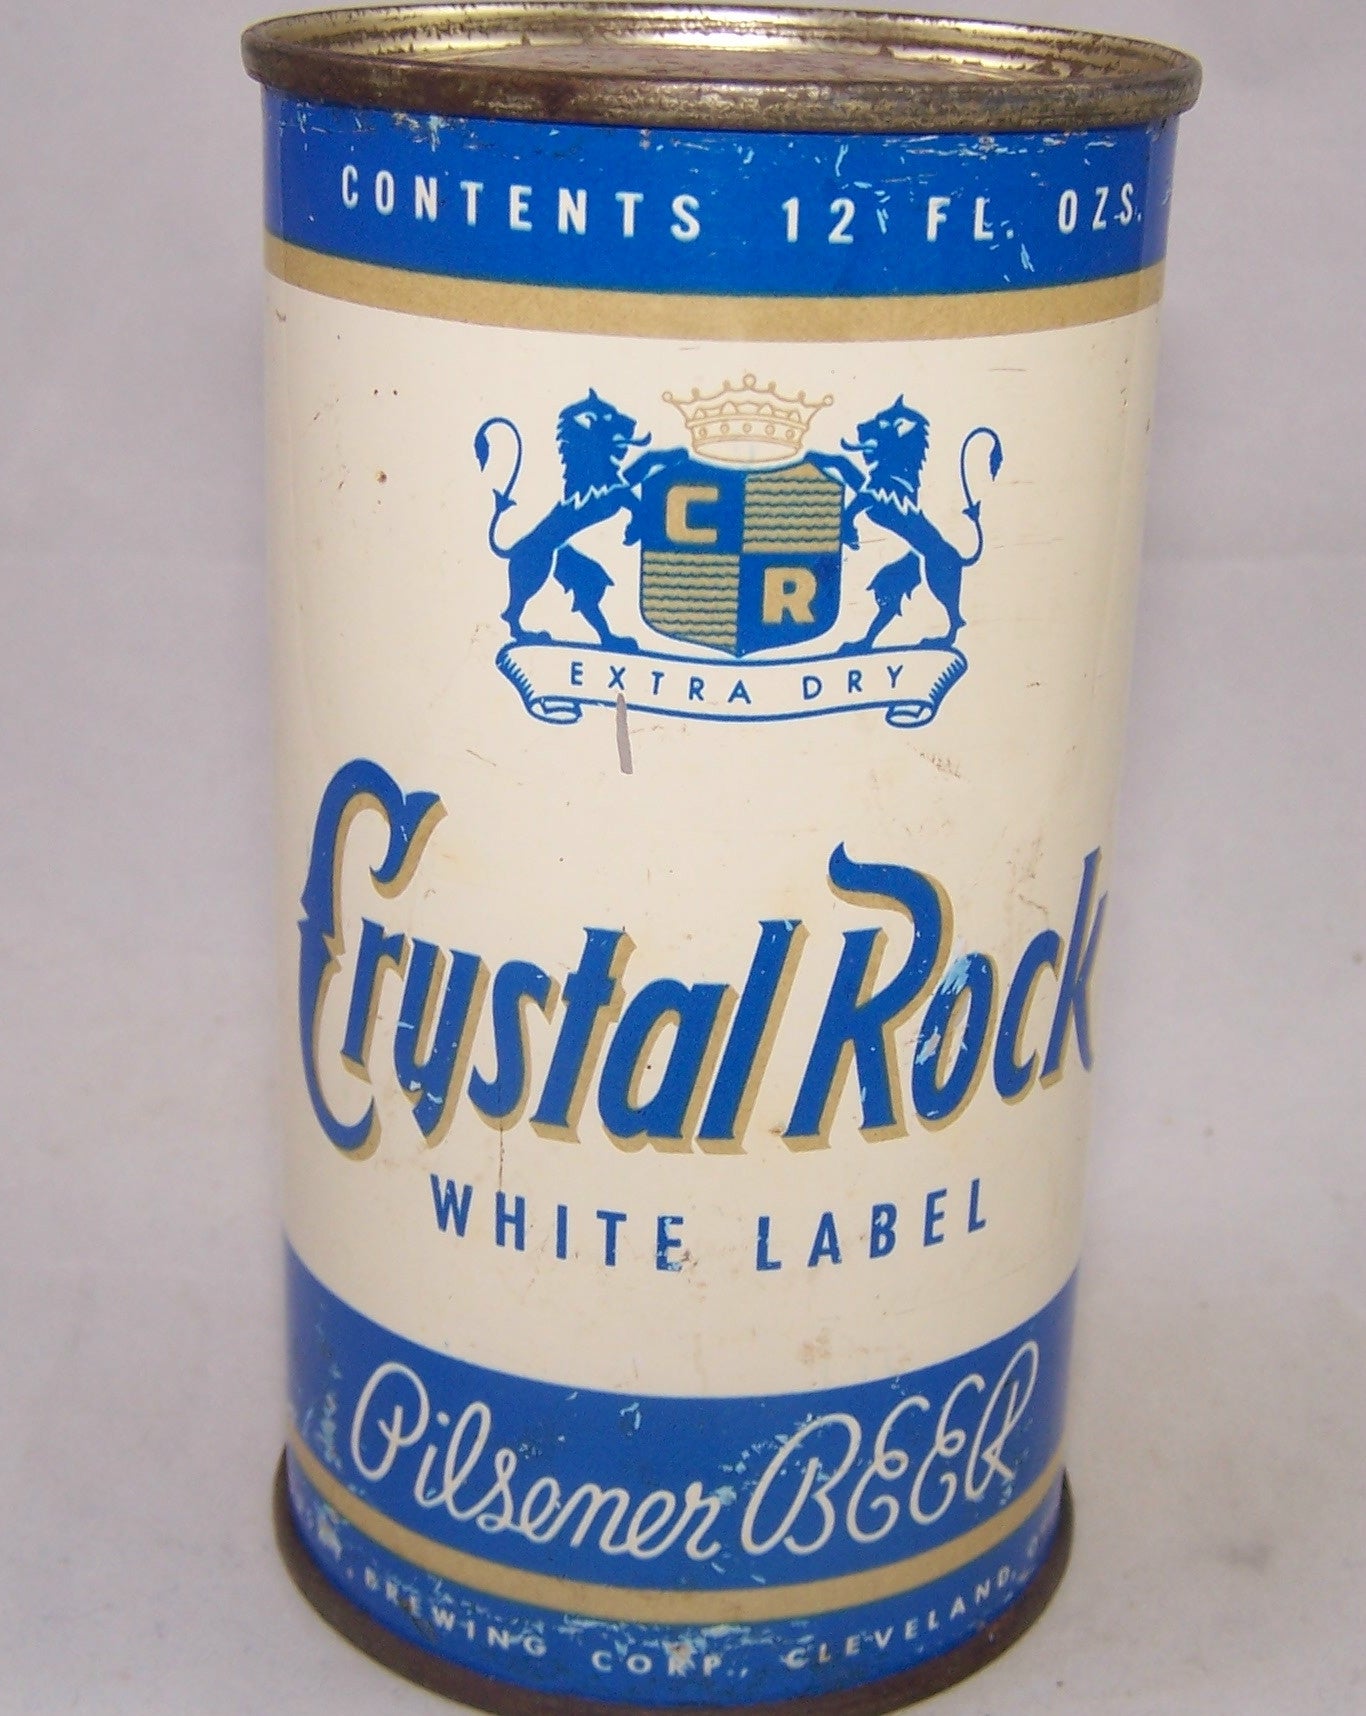 CONTENTS 12 FL. OZS.
C
R
EXTRA DRY
Crystal Rock
WHITE LABEL
Pilsener BEER
BREWING CORP., CLEVELAND,